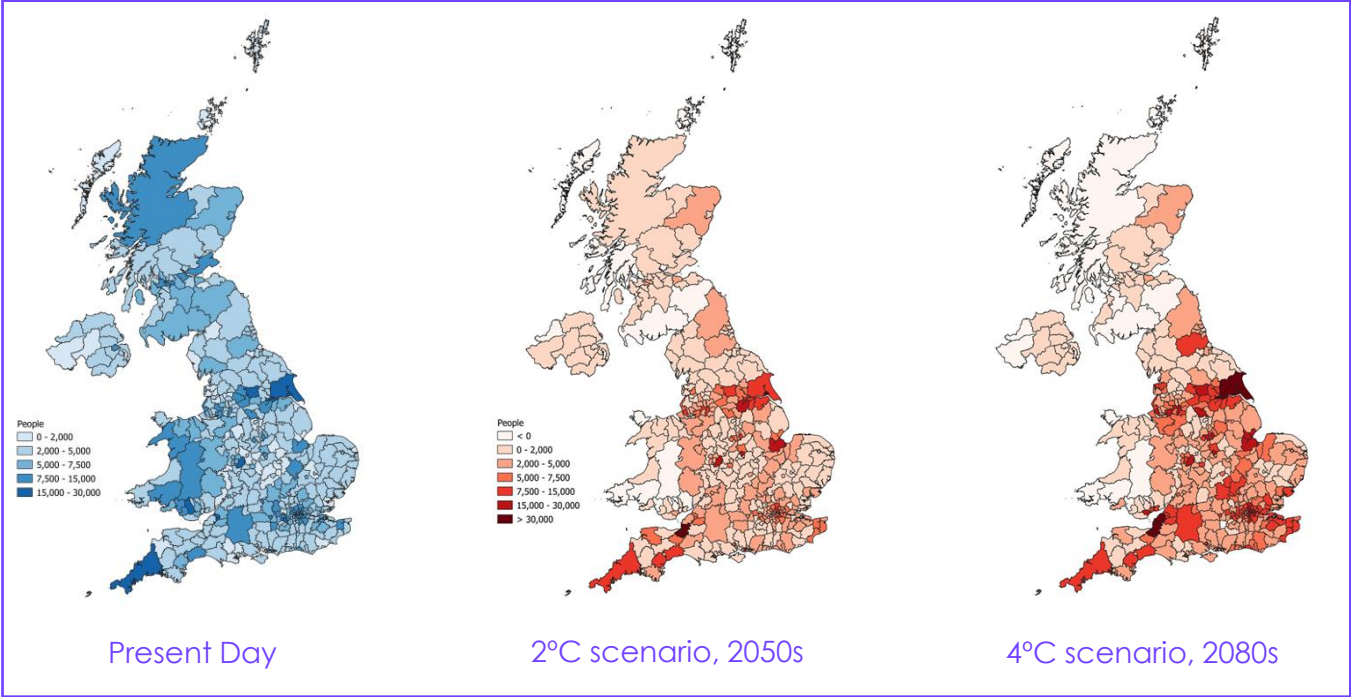 People
0 - 2,000
2,000 - 5,000
5,000 - 7,500
7,500 - 15,000
15,000 - 30,000
People
< 0
0 - 2,000
2,000 - 5,000
5,000 - 7,500
7,500 - 15,000
15,000 - 30,000
> 30,000
Present Day
2°C scenario, 2050s
4°C scenario, 2080s